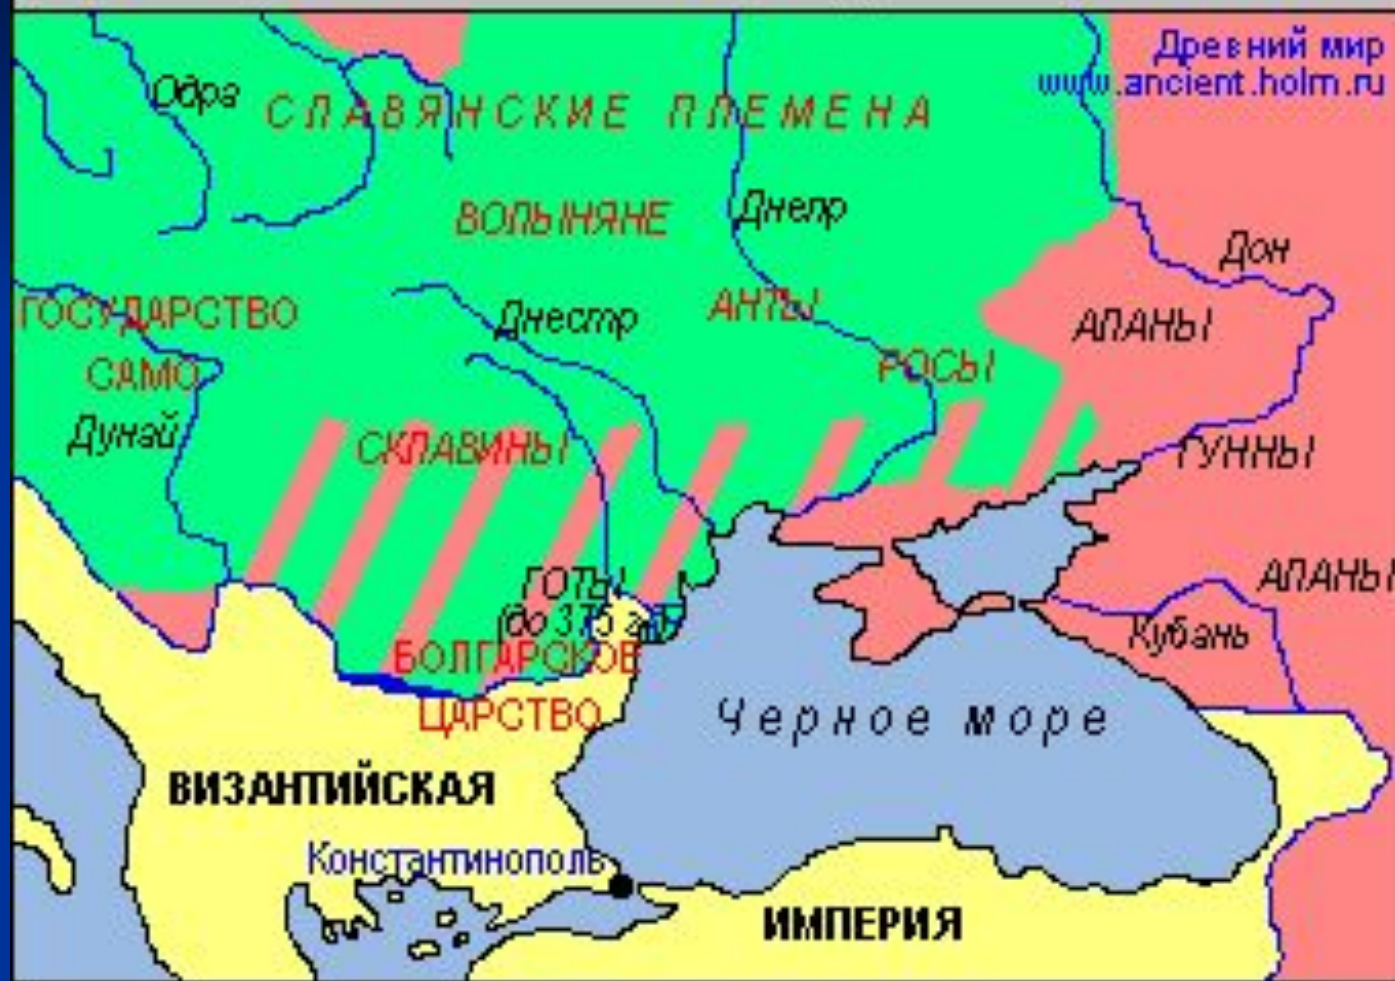 Древний мир
www.ancient.holm.ru
Одра
СЛАВЯНСКИЕ ПЛЕМЕНА
ВОЛЫНЯНЕ
Днепр
Дон
ГОСУДАРСТВО
САМО
Днестр
АНТЫ
АЛАНЫ
РОСЫ
Дунай
СКЛАВИНЫ
ГУННЫ
ГОТЫ
(до 375 г.)
АЛАНЫ
Кубань
БОЛГАРСКОЕ
ЦАРСТВО
Черное море
ВИЗАНТИЙСКАЯ
Константинополь
ИМПЕРИЯ